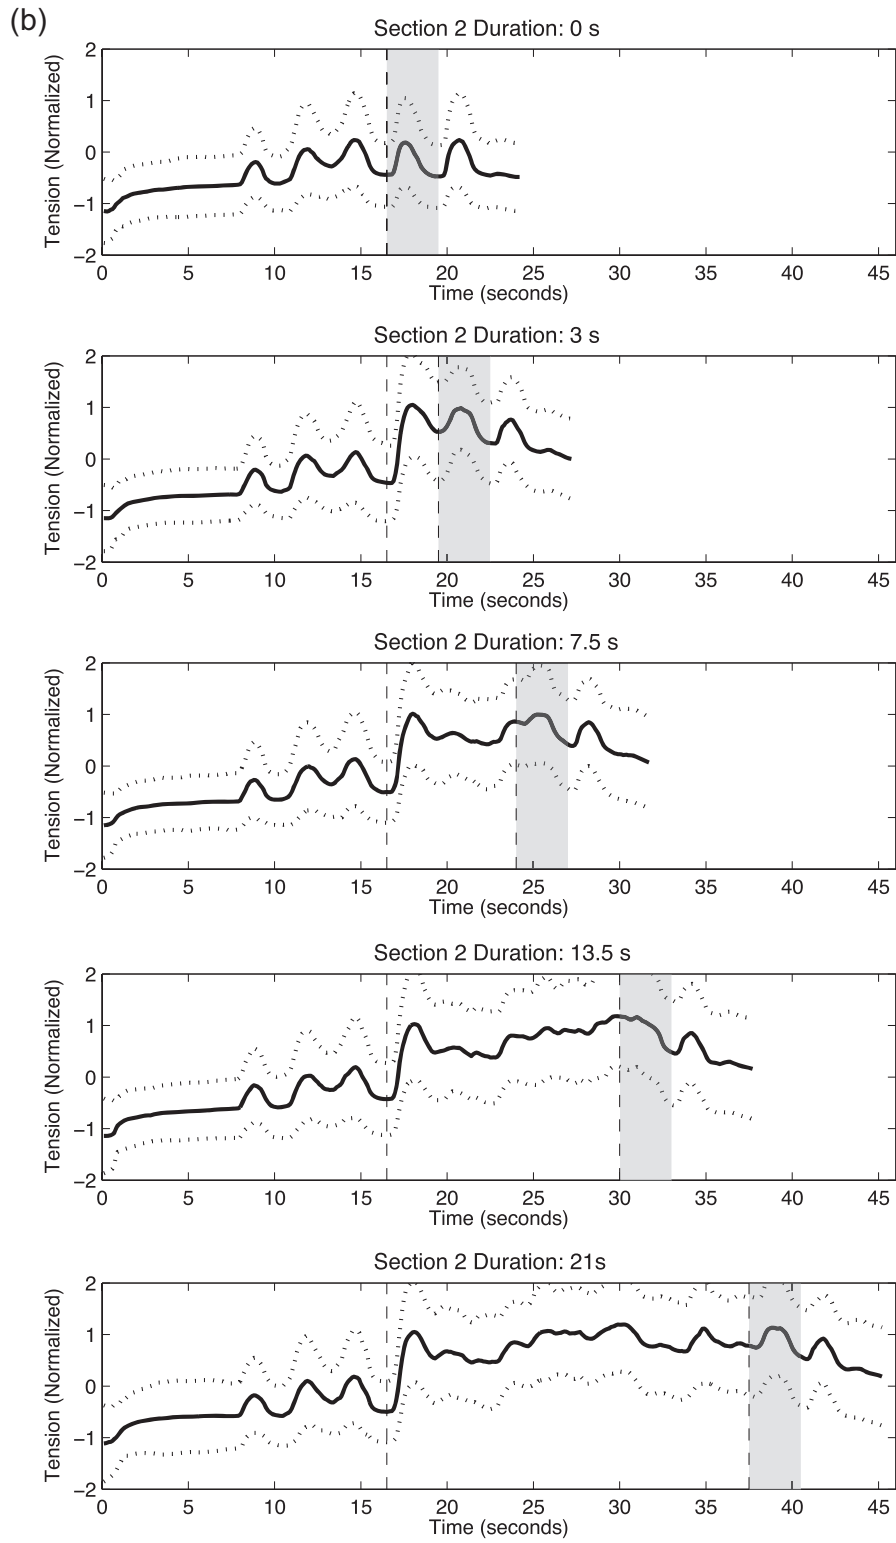 (b)
Section 2 Duration: 0 s
Tension (Normalized)
2
1
0
−1
−2
0 5 10 15 20 25 30 35 40 45
Time (seconds)
Section 2 Duration: 3 s
Tension (Normalized)
2
1
0
−1
−2
0 5 10 15 20 25 30 35 40 45
Time (seconds)
Section 2 Duration: 7.5 s
Tension (Normalized)
2
1
0
−1
−2
0 5 10 15 20 25 30 35 40 45
Time (seconds)
Section 2 Duration: 13.5 s
Tension (Normalized)
2
1
0
−1
−2
0 5 10 15 20 25 30 35 40 45
Time (seconds)
Section 2 Duration: 21s
Tension (Normalized)
2
1
0
−1
−2
0 5 10 15 20 25 30 35 40 45
Time (seconds)